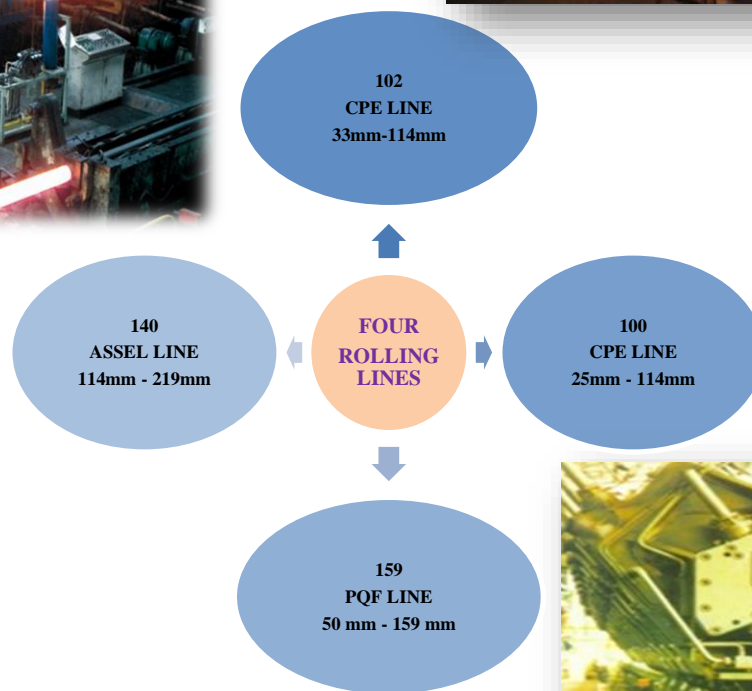 102
CPE LINE
33mm-114mm
140
ASSEL LINE
114mm - 219mm
FOUR
ROLLING
LINES
100
CPE LINE
25mm - 114mm
159
PQF LINE
50 mm - 159 mm